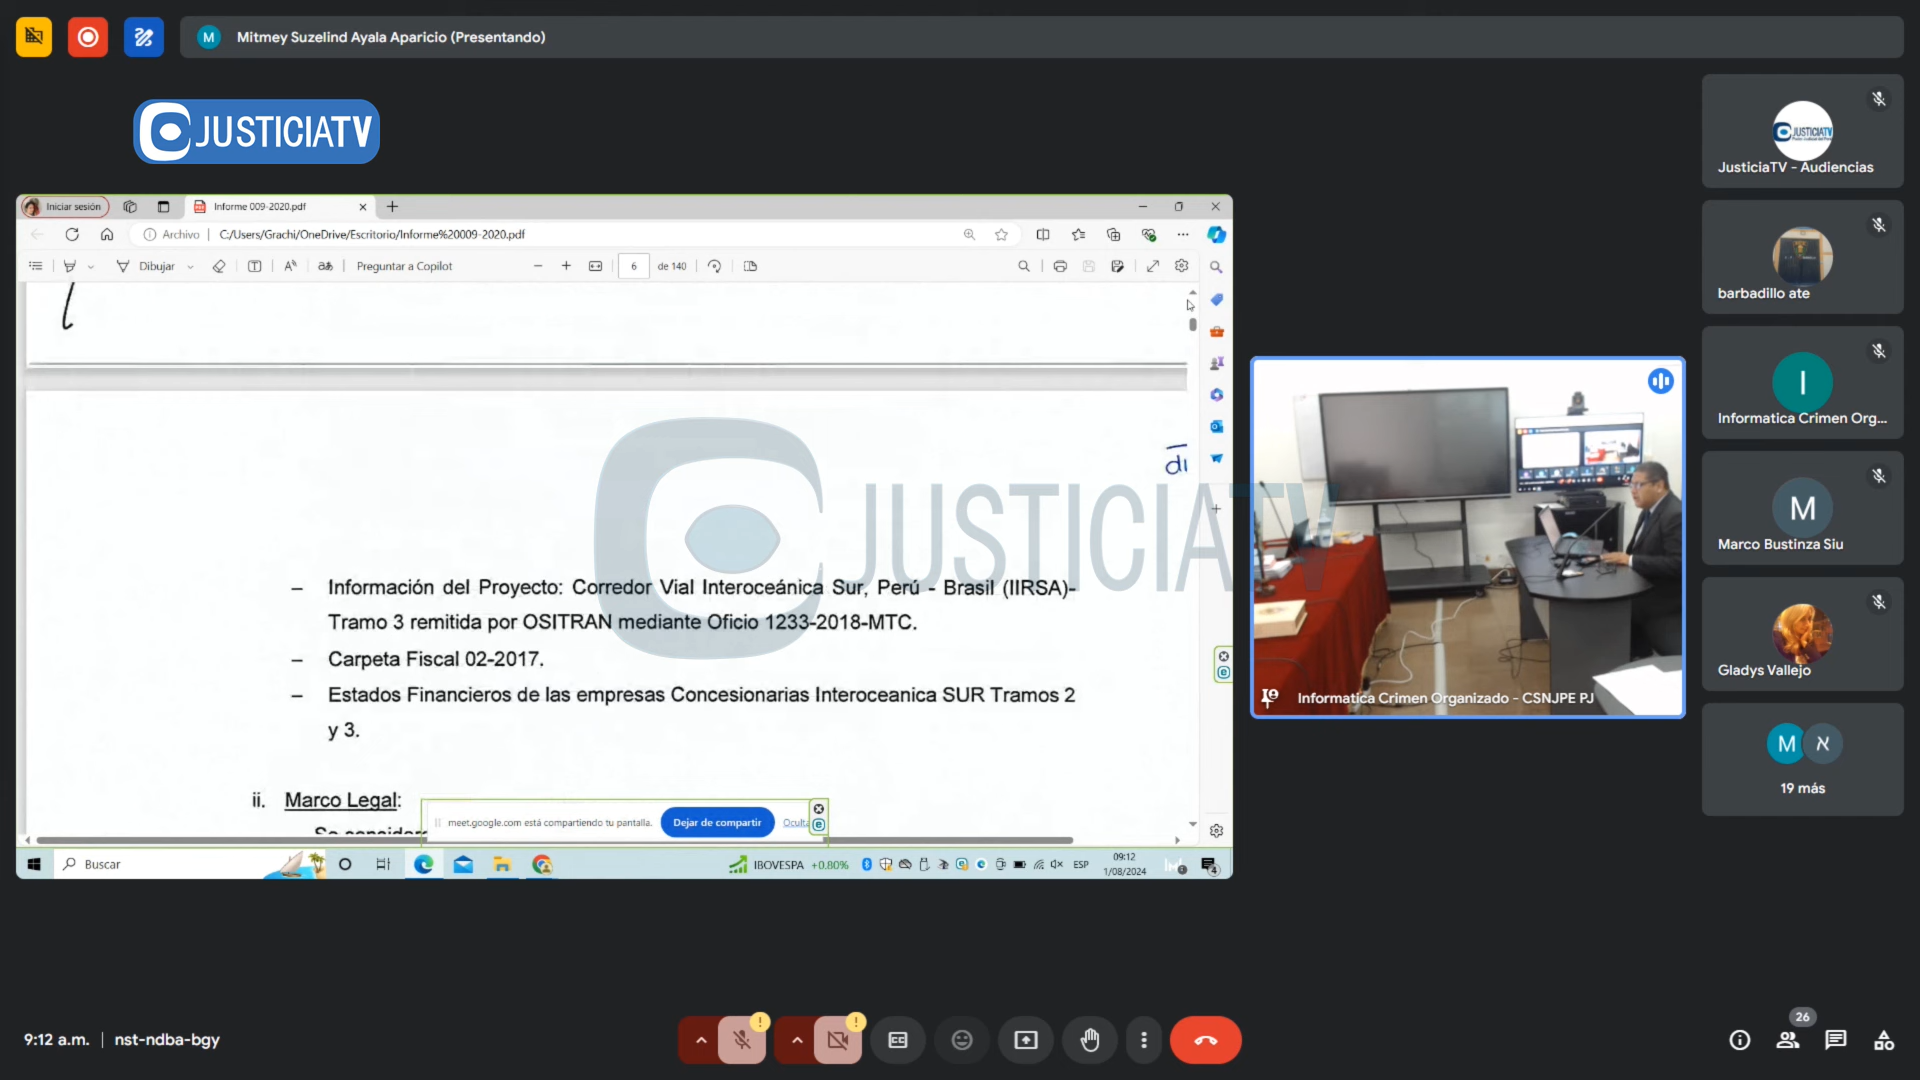 M Mitmey Suzelind Ayala Aparicio (Presentando)
JUSTICIATV
Iniciar sesión
Informe 009-2020.pdf
Archivo | C:/Users/Grachi/OneDrive/Escritorio/Informe%20009-2020.pdf
Dibujar
Preguntar a Copilot
6 de 140
di
JUSTICIATV
– Información del Proyecto: Corredor Vial Interoceánica Sur, Perú - Brasil (IIRSA)-
Tramo 3 remitida por OSITRAN mediante Oficio 1233-2018-MTC.
– Carpeta Fiscal 02-2017.
– Estados Financieros de las empresas Concesionarias Interoceanica SUR Tramos 2
y 3.
ii. Marco Legal:
meet.google.com está compartiendo tu pantalla.
Dejar de compartir
Buscar
IBOVESPA +0.80%
ESP
09:12
1/08/2024
4
Informatica Crimen Organizado - CSNJPE PJ
JUSTICIATV
JusticiaTV - Audiencias
barbadillo ate
I
Informatica Crimen Org...
M
Marco Bustinza Siu
Gladys Vallejo
M א
19 más
9:12 a.m. | nst-ndba-bgy
26